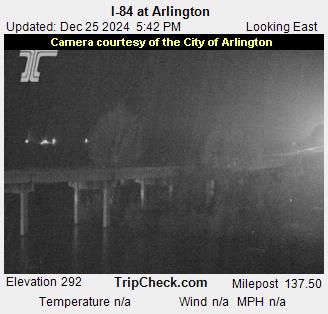 I-84 at Arlington
Updated: Dec 25 2024 5:42 PM Looking East
Camera courtesy of the City of Arlington
Elevation 292 TripCheck.com Milepost 137.50
Temperature n/a Wind n/a MPH n/a